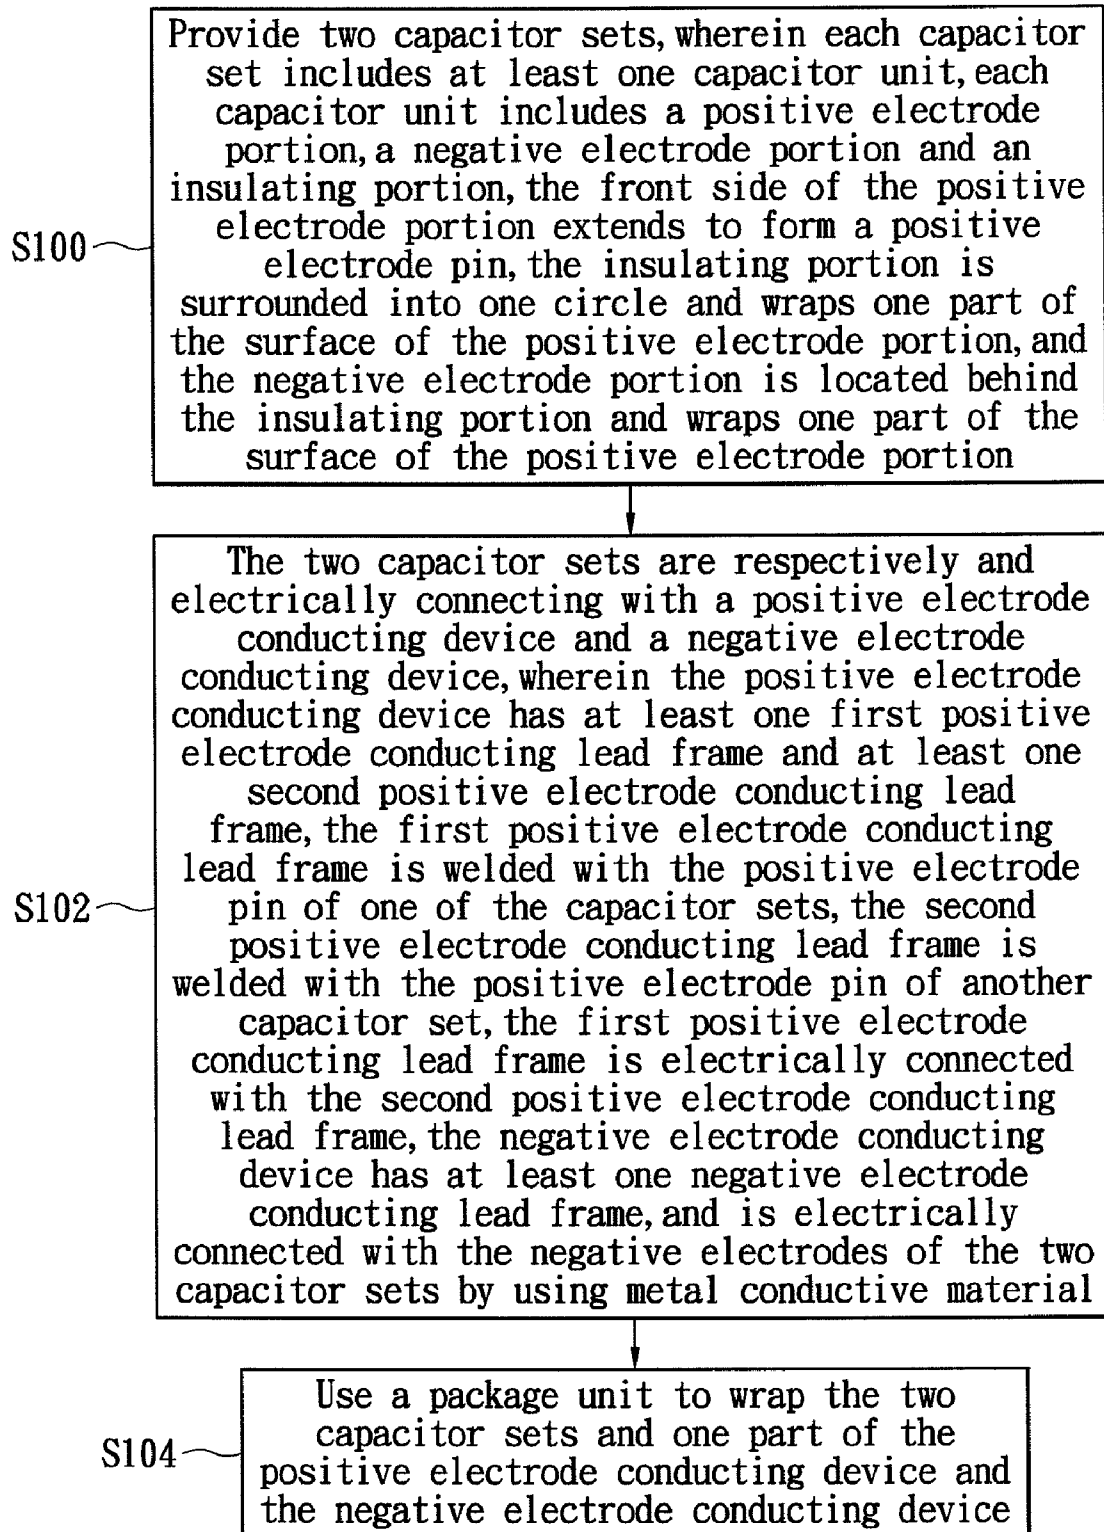 Provide two capacitor sets, wherein each capacitor
set includes at least one capacitor unit, each
capacitor unit includes a positive electrode
portion, a negative electrode portion and an
insulating portion, the front side of the positive
electrode portion extends to form a positive
electrode pin, the insulating portion is
surrounded into one circle and wraps one part of
the surface of the positive electrode portion, and
the negative electrode portion is located behind
the insulating portion and wraps one part of the
surface of the positive electrode portion
S100
The two capacitor sets are respectively and
electrically connecting with a positive electrode
conducting device and a negative electrode
conducting device, wherein the positive electrode
conducting device has at least one first positive
electrode conducting lead frame and at least one
second positive electrode conducting lead
frame, the first positive electrode conducting
lead frame is welded with the positive electrode
pin of one of the capacitor sets, the second
positive electrode conducting lead frame is
welded with the positive electrode pin of another
capacitor set, the first positive electrode
conducting lead frame is electrically connected
with the second positive electrode conducting
lead frame, the negative electrode conducting
device has at least one negative electrode
conducting lead frame, and is electrically
connected with the negative electrodes of the two
capacitor sets by using metal conductive material
S102
Use a package unit to wrap the two
capacitor sets and one part of the
positive electrode conducting device and
the negative electrode conducting device
S104